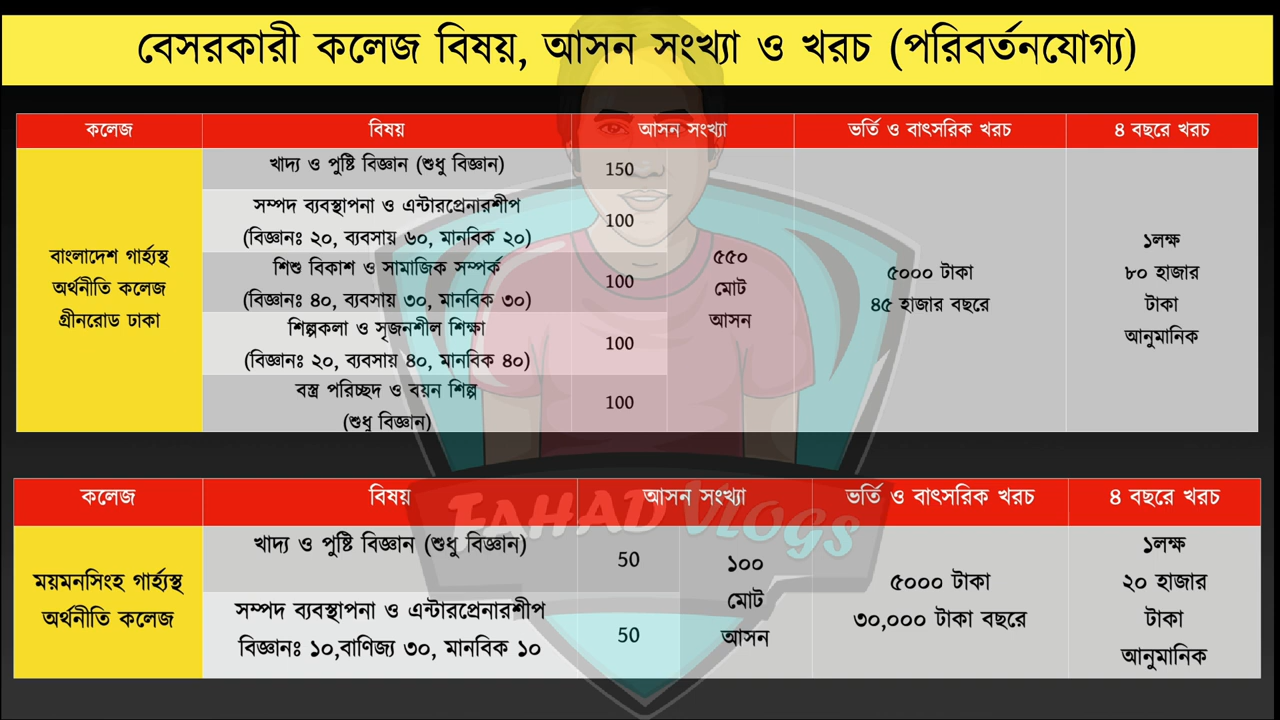 বেসরকারী কলেজ বিষয়, আসন সংখ্যা ও খরচ (পরিবর্তনযোগ্য)
কলেজ বিষয় আসন সংখ্যা ভর্তি ও বাৎসরিক খরচ ৪ বছরে খরচ
বাংলাদেশ গার্হ্যস্থ
অর্থনীতি কলেজ
গ্রীনরোড ঢাকা
খাদ্য ও পুষ্টি বিজ্ঞান (শুধু বিজ্ঞান)
150
সম্পদ ব্যবস্থাপনা ও এন্টারপ্রেনারশীপ
(বিজ্ঞানঃ ২০, ব্যবসায় ৬০, মানবিক ২০)
100
শিশু বিকাশ ও সামাজিক সম্পর্ক
(বিজ্ঞানঃ ৪০, ব্যবসায় ৩০, মানবিক ৩০)
100
শিল্পকলা ও সৃজনশীল শিক্ষা
(বিজ্ঞানঃ ২০, ব্যবসায় ৪০, মানবিক ৪০)
100
বস্ত্র পরিচ্ছদ ও বয়ন শিল্প
(শুধু বিজ্ঞান)
100
৫৫০
মোট
আসন
৫০০০ টাকা
৪৫ হাজার বছরে
১লক্ষ
৮০ হাজার
টাকা
আনুমানিক
কলেজ বিষয় আসন সংখ্যা ভর্তি ও বাৎসরিক খরচ ৪ বছরে খরচ
ময়মনসিংহ গার্হ্যস্থ
অর্থনীতি কলেজ
খাদ্য ও পুষ্টি বিজ্ঞান (শুধু বিজ্ঞান)
50
সম্পদ ব্যবস্থাপনা ও এন্টারপ্রেনারশীপ
বিজ্ঞানঃ ১০,বাণিজ্য ৩০, মানবিক ১০
50
১০০
মোট
আসন
৫০০০ টাকা
৩০,০০০ টাকা বছরে
১লক্ষ
২০ হাজার
টাকা
আনুমানিক
FAHAD VLOGS